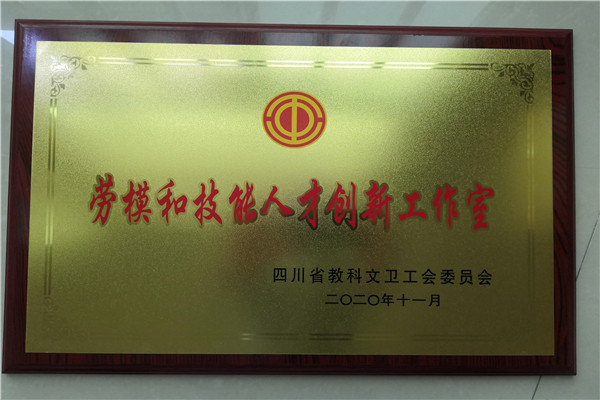 劳模和技能人才创新工作室
四川省教科文卫工会委员会
二〇二〇年十一月